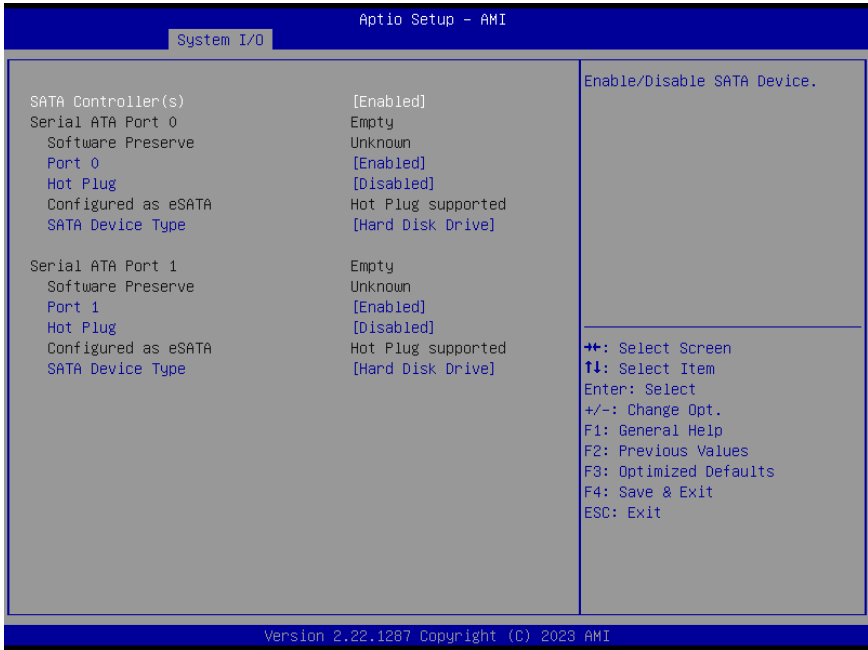 Aptio Setup – AMI
System I/O
SATA Controller(s) [Enabled]
Serial ATA Port 0 Empty
Software Preserve Unknown
Port 0 [Enabled]
Hot Plug [Disabled]
Configured as eSATA Hot Plug supported
SATA Device Type [Hard Disk Drive]
Serial ATA Port 1 Empty
Software Preserve Unknown
Port 1 [Enabled]
Hot Plug [Disabled]
Configured as eSATA Hot Plug supported
SATA Device Type [Hard Disk Drive]
Enable/Disable SATA Device.
→←: Select Screen
↑↓: Select Item
Enter: Select
+/-: Change Opt.
F1: General Help
F2: Previous Values
F3: Optimized Defaults
F4: Save & Exit
ESC: Exit
Version 2.22.1287 Copyright (C) 2023 AMI